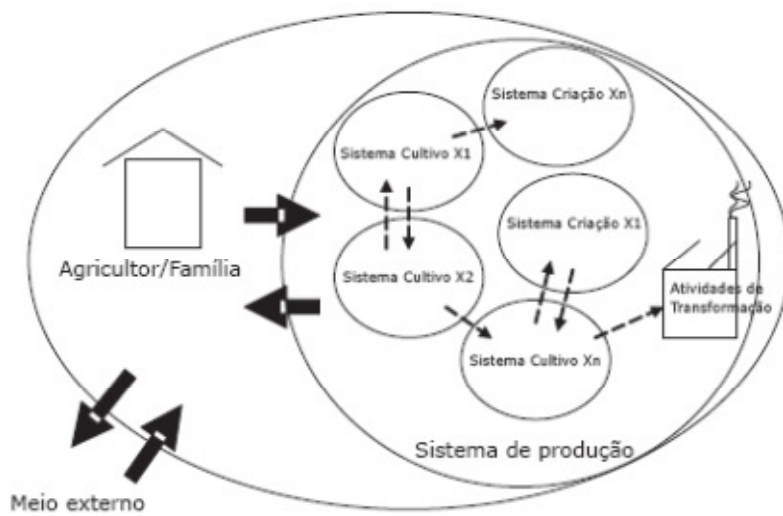 Sistema Criação Xn
Sistema Cultivo X1
Sistema Criação X1
Agricultor/Família
Sistema Cultivo X2
Atividades de
Transformação
Sistema Cultivo Xn
Sistema de produção
Meio externo